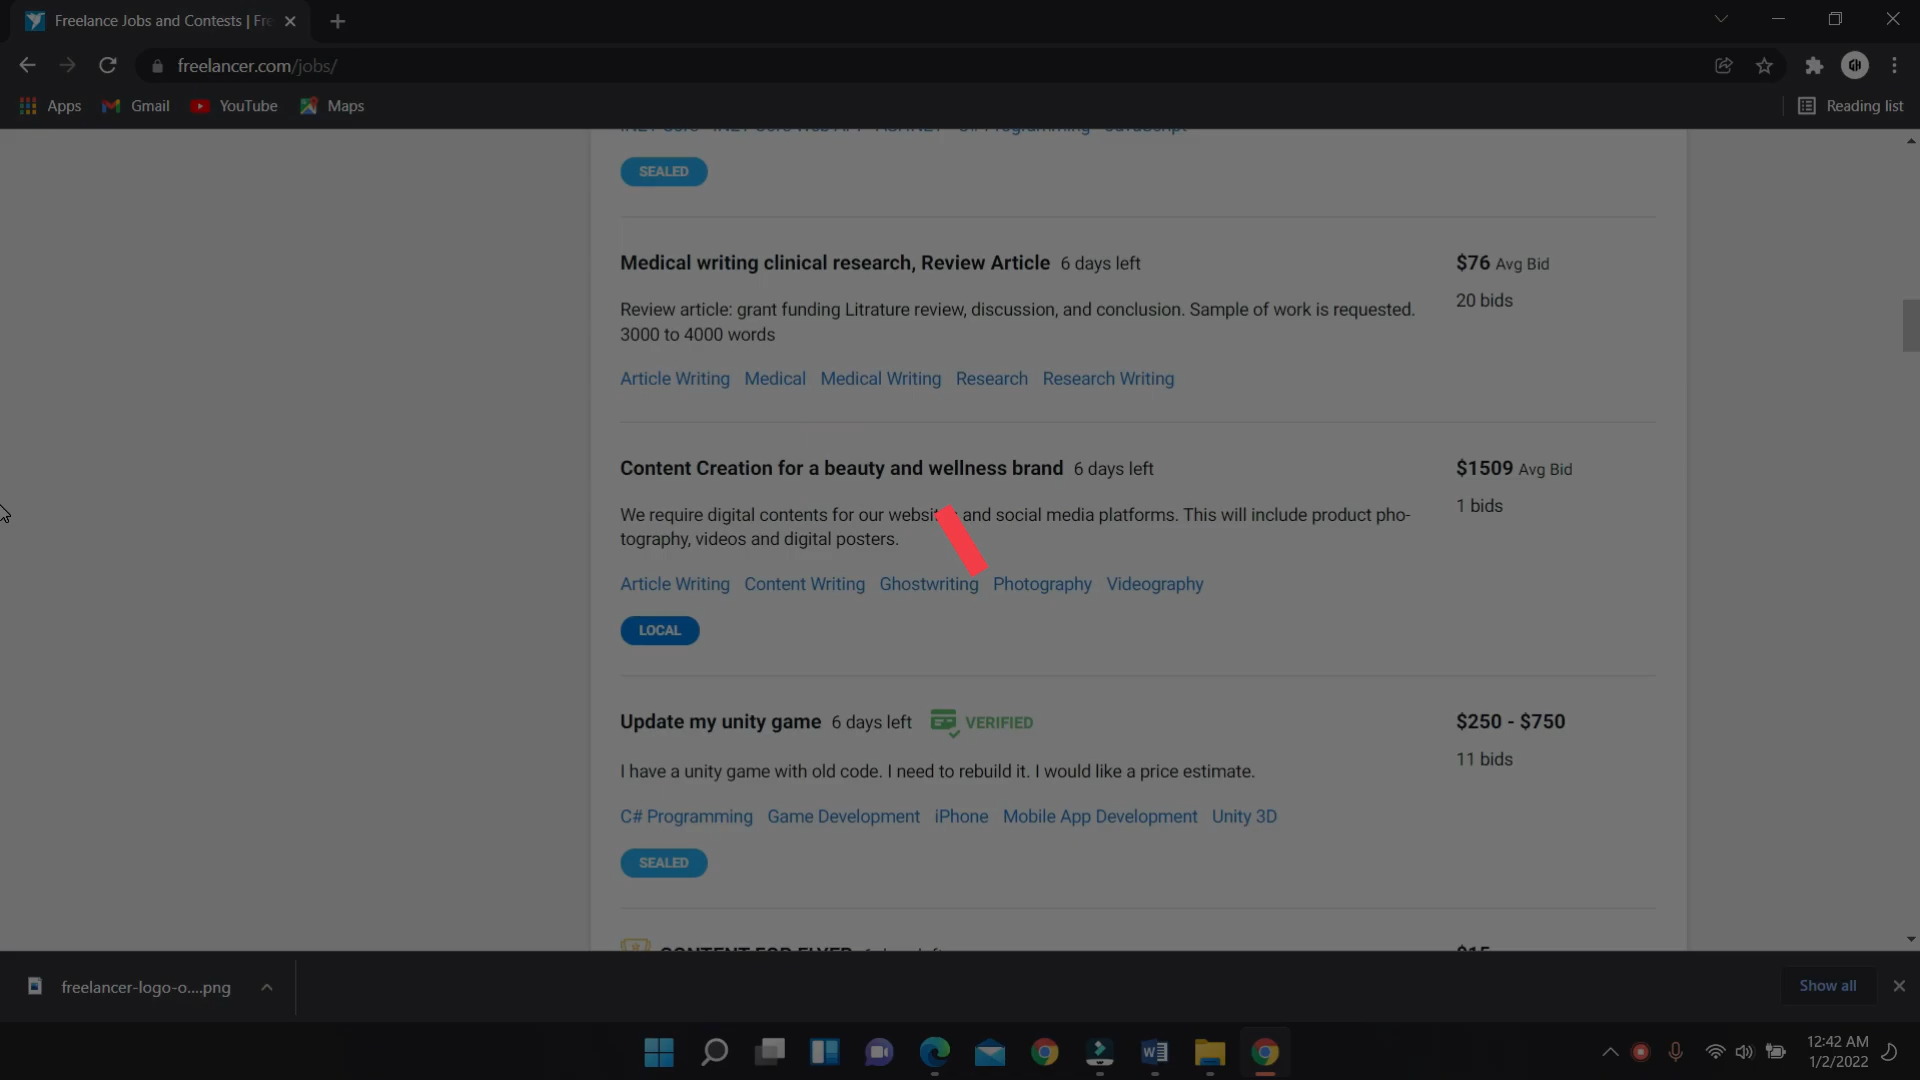 Freelance Jobs and Contests | Fre
freelancer.com/jobs/
Apps Gmail YouTube Maps Reading list
SEALED
Medical writing clinical research, Review Article 6 days left $76 Avg Bid
20 bids
Review article: grant funding Litrature review, discussion, and conclusion. Sample of work is requested.
3000 to 4000 words
Article Writing Medical Medical Writing Research Research Writing
Content Creation for a beauty and wellness brand 6 days left $1509 Avg Bid
1 bids
We require digital contents for our and social media platforms. This will include product pho-
tography, videos and digital posters.
Article Writing Content Writing Ghostwriting Photography Videography
LOCAL
Update my unity game 6 days left VERIFIED $250 - $750
11 bids
I have a unity game with old code. I need to rebuild it. I would like a price estimate.
C# Programming Game Development iPhone Mobile App Development Unity 3D
SEALED
freelancer-logo-o....png Show all
12:42 AM
1/2/2022